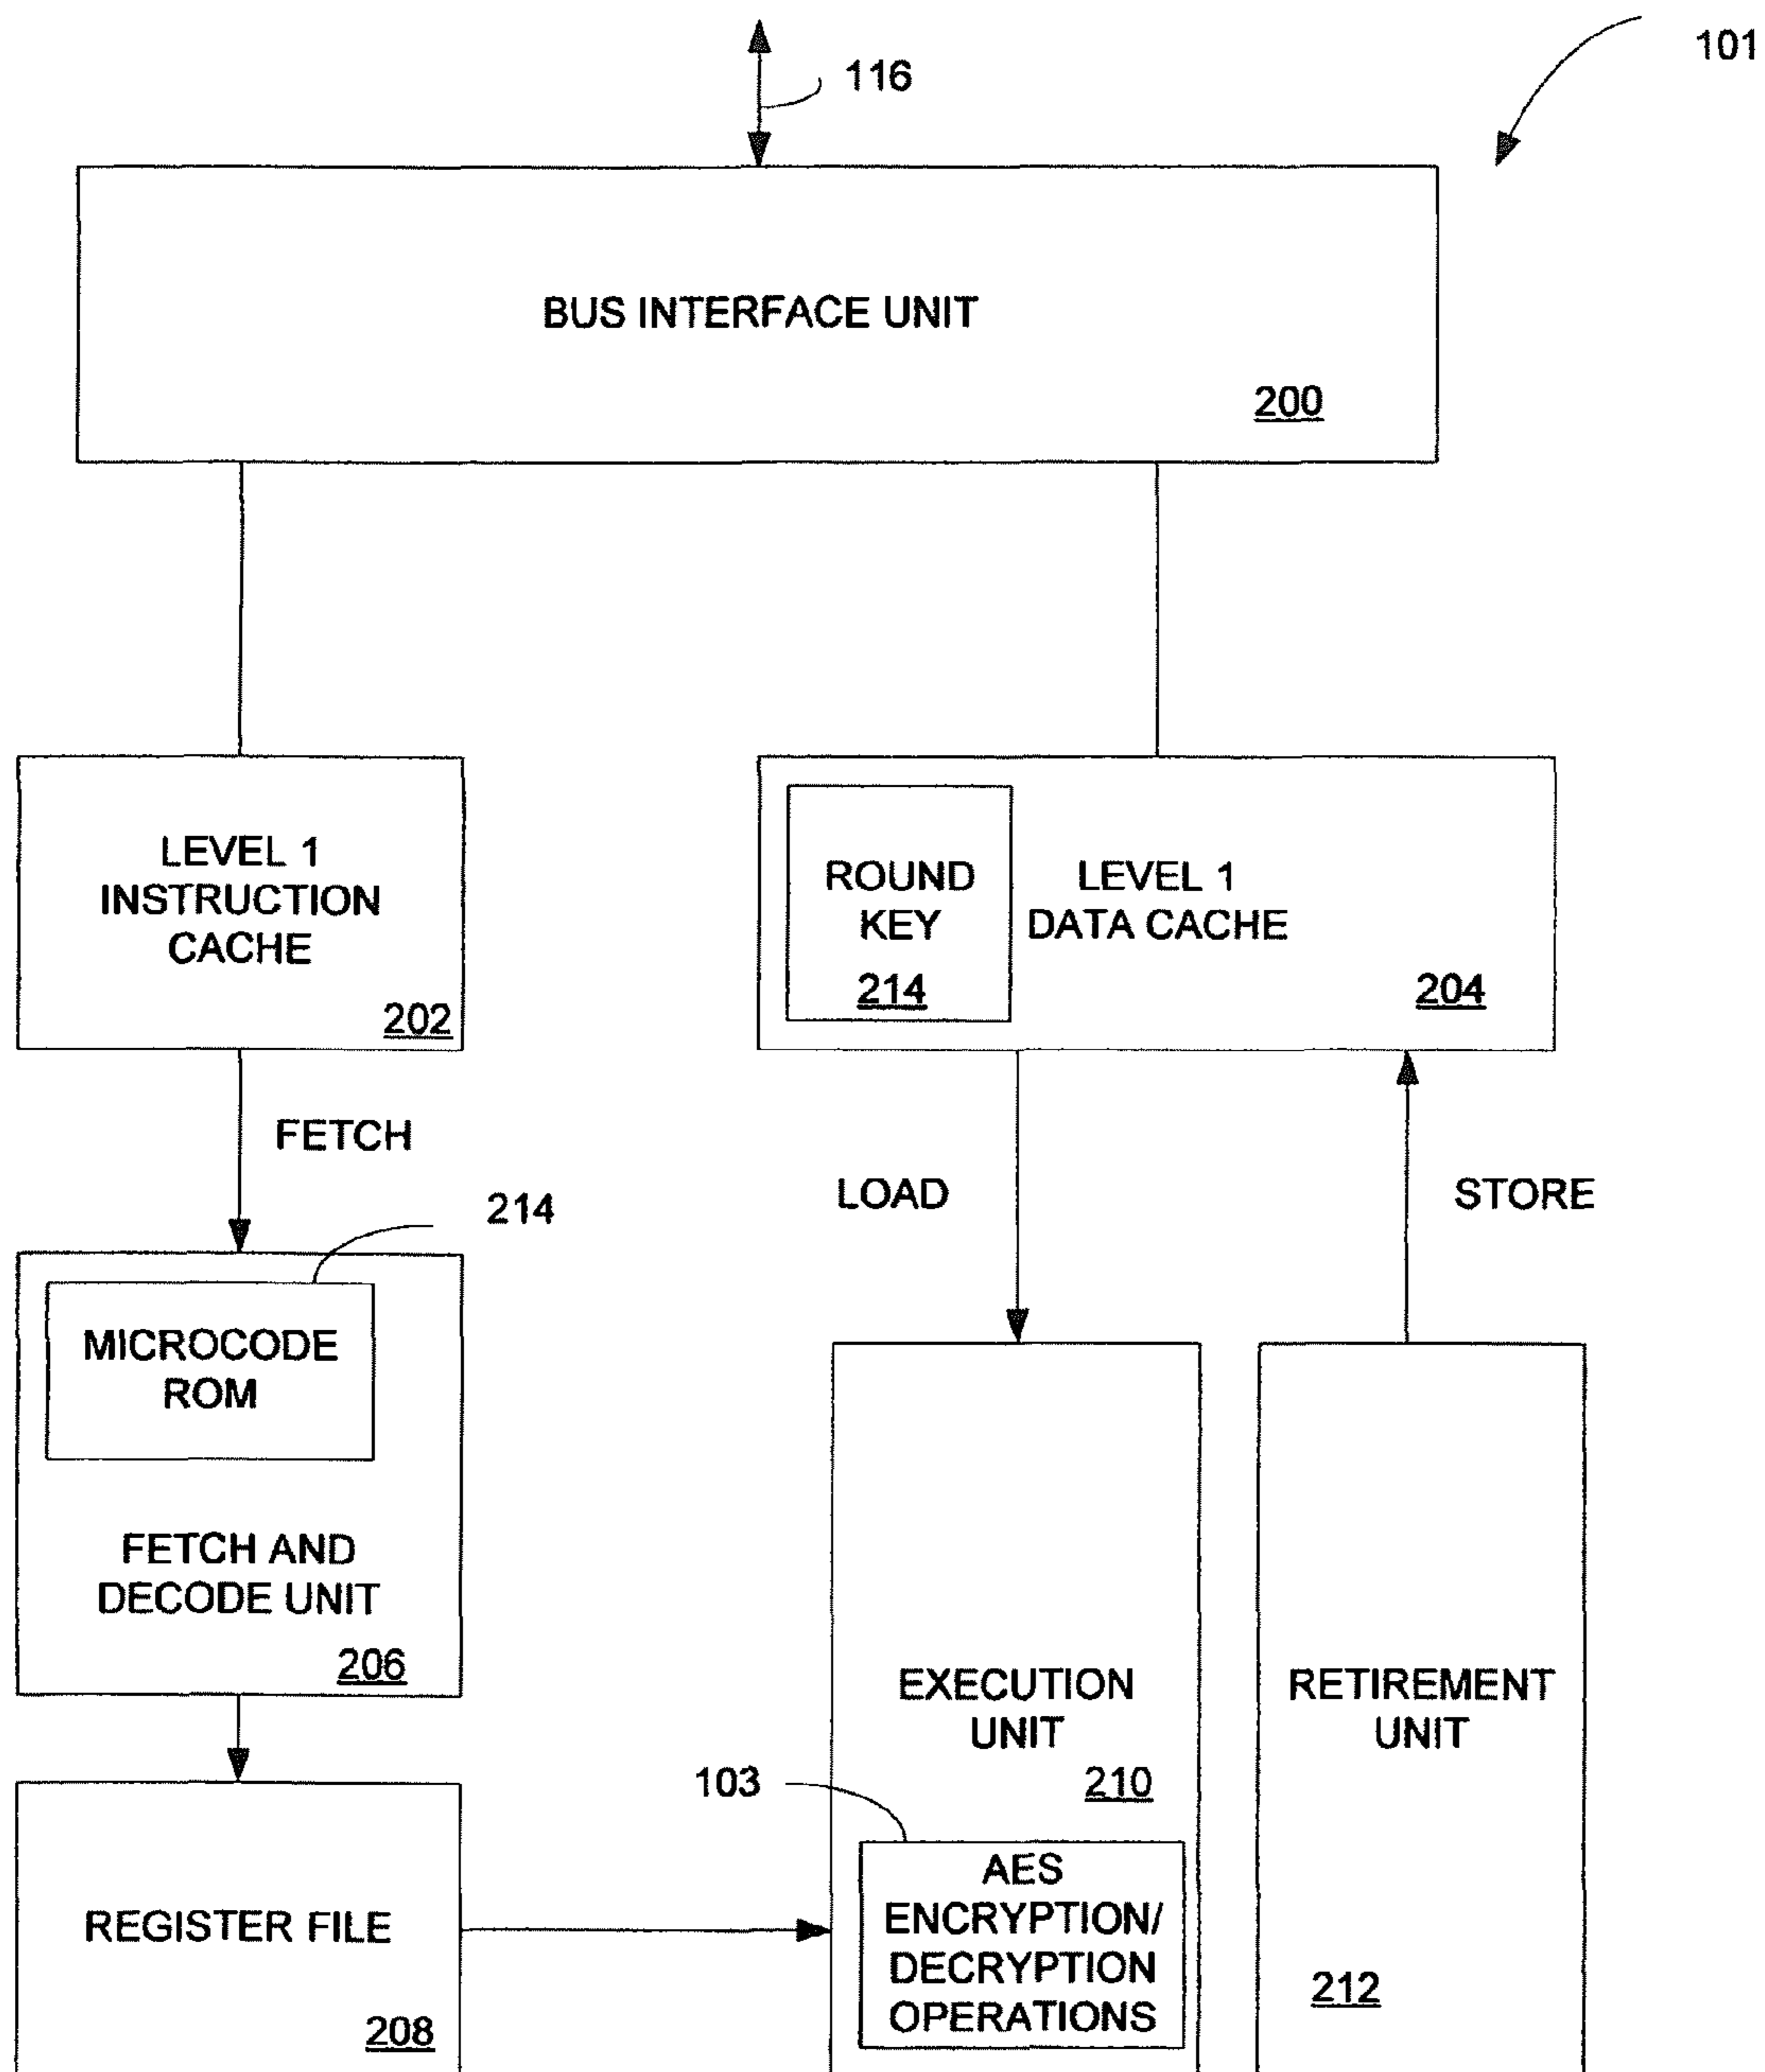 101
116
BUS INTERFACE UNIT
200
LEVEL 1
INSTRUCTION
CACHE
202
ROUND
KEY
214
LEVEL 1
DATA CACHE
204
FETCH
214
LOAD
STORE
MICROCODE
ROM
FETCH AND
DECODE UNIT
206
EXECUTION
UNIT
210
RETIREMENT
UNIT
212
103
AES
ENCRYPTION/
DECRYPTION
OPERATIONS
REGISTER FILE
208